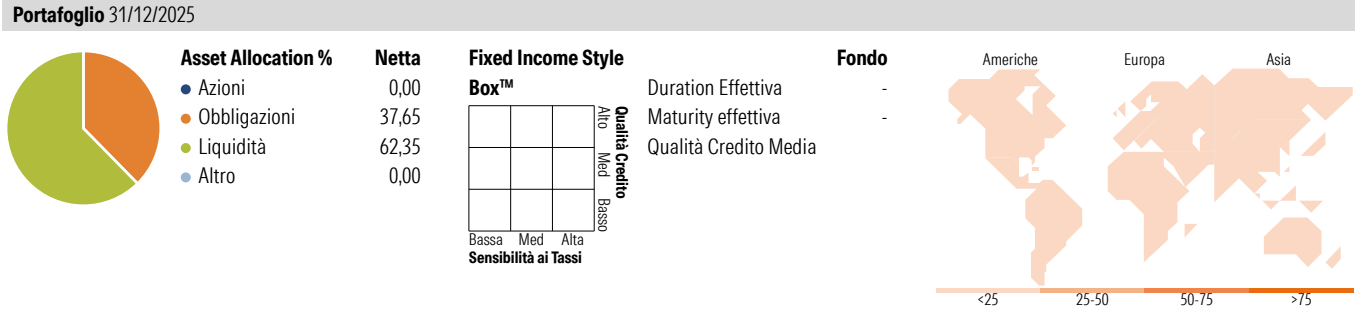 Portafoglio 31/12/2025
Asset Allocation % Netta
Azioni 0,00
Obbligazioni 37,65
Liquidità 62,35
Altro 0,00
Fixed Income Style
Box™
Alto
Med
Basso
Qualità Credito
Bassa Med Alta
Sensibilità ai Tassi
Fondo
Duration Effettiva -
Maturity effettiva -
Qualità Credito Media
Americhe Europa Asia
<25 25-50 50-75 >75